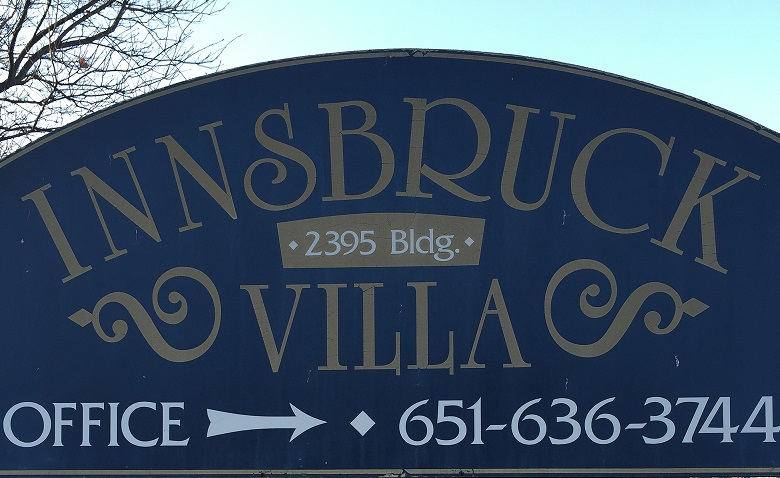 INNSBRUCK
2395 Bldg.
VILLA
OFFICE → ◆ 651-636-3744